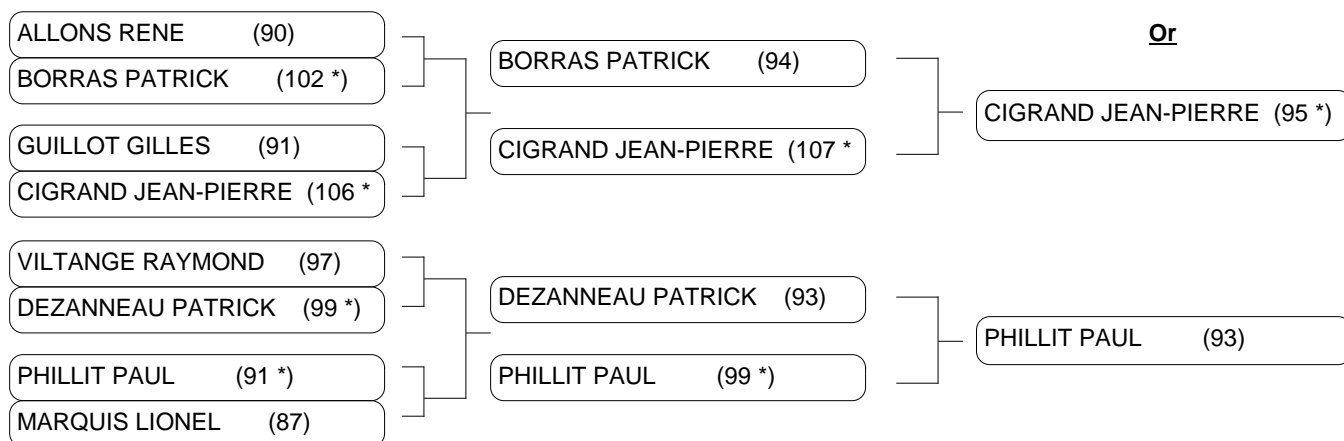 ALLONS RENE (90)
BORRAS PATRICK (102 *)
GUILLOT GILLES (91)
CIGRAND JEAN-PIERRE (106 *
VILTANGE RAYMOND (97)
DEZANNEAU PATRICK (99 *)
PHILLIT PAUL (91 *)
MARQUIS LIONEL (87)
BORRAS PATRICK (94)
CIGRAND JEAN-PIERRE (107 *
DEZANNEAU PATRICK (93)
PHILLIT PAUL (99 *)
Or
CIGRAND JEAN-PIERRE (95 *)
PHILLIT PAUL (93)